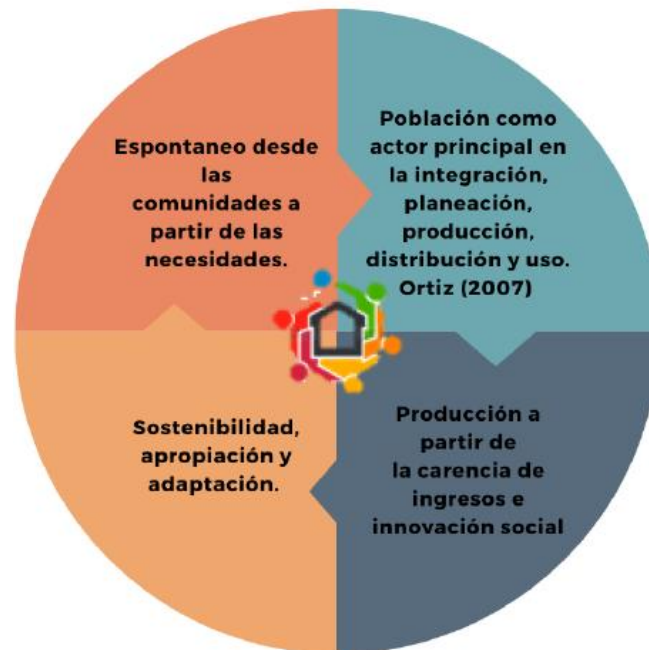 Espontaneo desde
las
comunidades a
partir de las
necesidades.
Población como
actor principal en
la integración,
planeación,
producción,
distribución y uso.
Ortiz (2007)
Sostenibilidad,
apropiación y
adaptación.
Producción a
partir de
la carencia de
ingresos e
innovación social